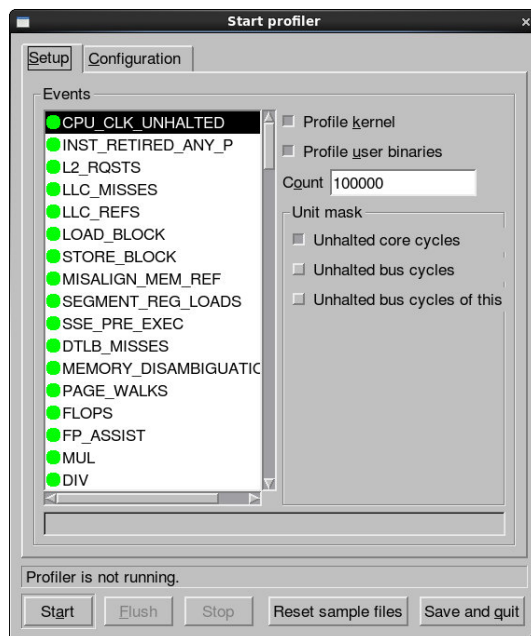 Start profiler
Setup Configuration
Events
CPU_CLK_UNHALTED
INST_RETIRED_ANY_P
L2_RQSTS
LLC_MISSES
LLC_REFS
LOAD_BLOCK
STORE_BLOCK
MISALIGN_MEM_REF
SEGMENT_REG_LOADS
SSE_PRE_EXEC
DTLB_MISSES
MEMORY_DISAMBIGUATIC
PAGE_WALKS
FLOPS
FP_ASSIST
MUL
DIV
Profile kernel
Profile user binaries
Count 100000
Unit mask
Unhalted core cycles
Unhalted bus cycles
Unhalted bus cycles of this
Profiler is not running.
Start Flush Stop Reset sample files Save and quit